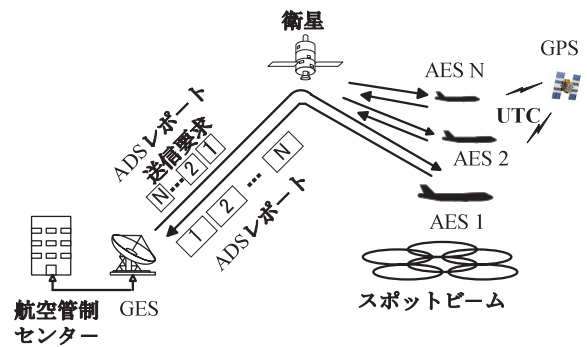 衛星
GPS
AES N
UTC
AES 2
AES 1
ADSレポート
送信要求
N ··· 2 1
1 2 ··· N
ADSレポート
航空管制
センター
GES
スポットビーム